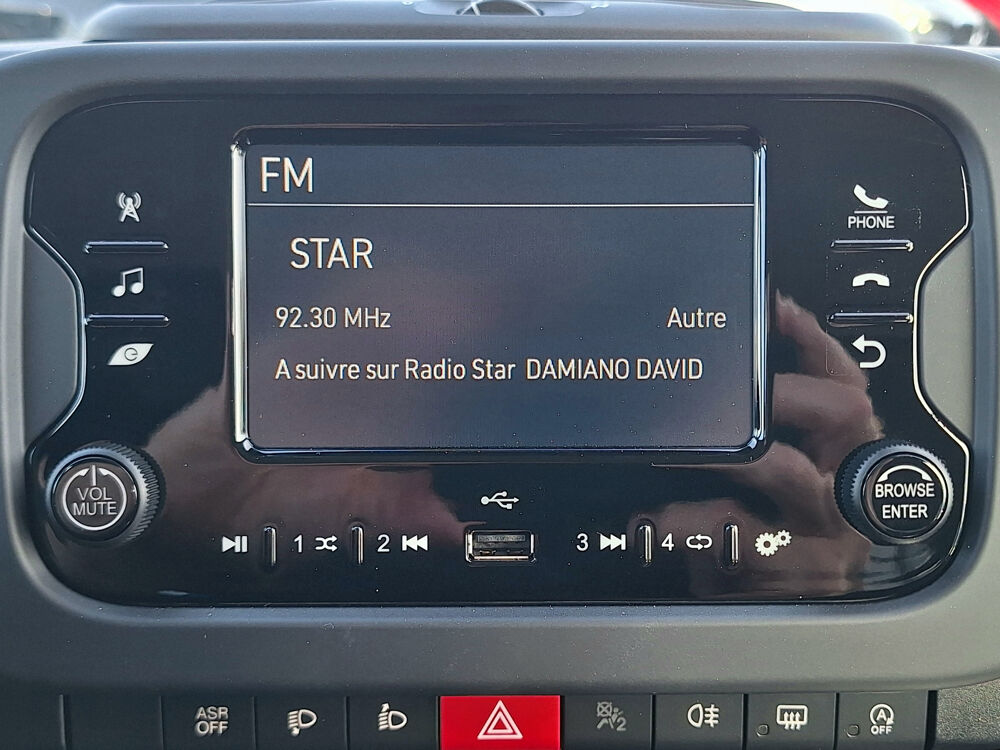 FM
STAR
92.30 MHz Autre
A suivre sur Radio Star DAMIANO DAVID
PHONE
VOL
MUTE
BROWSE
ENTER
1 2 3 4
ASR
OFF
2
A
OFF